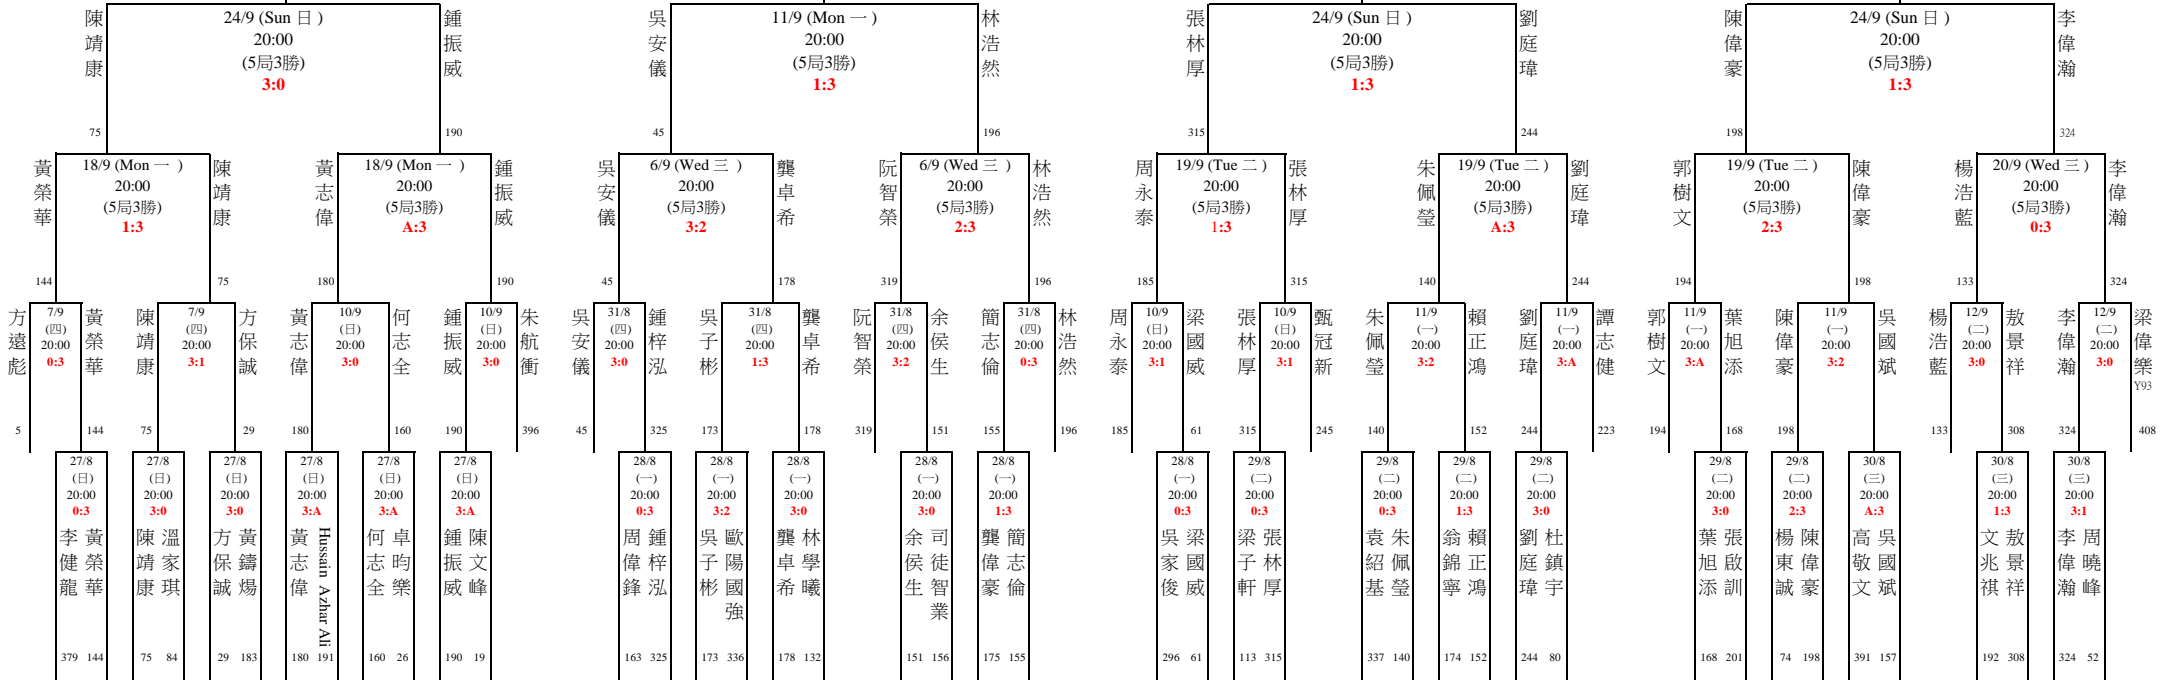 陳靖康
24/9 (Sun 日 )
20:00
(5局3勝)
3:0
鍾振威
吳安儀
11/9 (Mon 一 )
20:00
(5局3勝)
1:3
林浩然
張林厚
24/9 (Sun 日 )
20:00
(5局3勝)
1:3
劉庭瑋
陳偉豪
24/9 (Sun 日 )
20:00
(5局3勝)
1:3
李偉瀚
75
190
45
196
315
244
198
324
黃榮華
18/9 (Mon 一 )
20:00
(5局3勝)
1:3
陳靖康
黃志偉
18/9 (Mon 一 )
20:00
(5局3勝)
A:3
鍾振威
吳安儀
6/9 (Wed 三 )
20:00
(5局3勝)
3:2
龔卓希
阮智榮
6/9 (Wed 三 )
20:00
(5局3勝)
2:3
林浩然
周永泰
19/9 (Tue 二 )
20:00
(5局3勝)
1:3
張林厚
朱佩瑩
19/9 (Tue 二 )
20:00
(5局3勝)
A:3
劉庭瑋
郭樹文
19/9 (Tue 二 )
20:00
(5局3勝)
2:3
陳偉豪
楊浩藍
20/9 (Wed 三 )
20:00
(5局3勝)
0:3
李偉瀚
144
75
180
190
45
178
319
196
185
315
140
244
194
198
133
324
方遠彪
7/9
(四)
20:00
0:3
黃榮華
陳靖康
7/9
(四)
20:00
3:1
方保誠
黃志偉
10/9
(日)
20:00
3:0
何志全
鍾振威
10/9
(日)
20:00
3:0
朱航衝
吳安儀
31/8
(四)
20:00
3:0
鍾梓泓
吳子彬
31/8
(四)
20:00
1:3
龔卓希
阮智榮
31/8
(四)
20:00
3:2
余侯生
簡志倫
31/8
(四)
20:00
0:3
林浩然
周永泰
10/9
(日)
20:00
3:1
梁國威
張林厚
10/9
(日)
20:00
3:1
甄冠新
朱佩瑩
11/9
(一)
20:00
3:2
賴正鴻
劉庭瑋
11/9
(一)
20:00
3:A
譚志健
郭樹文
11/9
(一)
20:00
3:A
葉旭添
陳偉豪
11/9
(一)
20:00
3:2
吳國斌
楊浩藍
12/9
(二)
20:00
3:0
敖景祥
李偉瀚
12/9
(二)
20:00
3:0
梁偉樂
Y93
5
144
75
29
180
160
190
396
45
325
173
178
319
151
155
196
185
61
315
245
140
152
244
223
194
168
198
133
308
324
408
27/8
(日)
20:00
0:3
李健龍
黃榮華
379 144
27/8
(日)
20:00
3:0
陳靖康
溫家琪
75 84
27/8
(日)
20:00
3:0
方保誠
黃鑄煬
29 183
27/8
(日)
20:00
3:A
黃志偉
Hussain Azhar Ali
180 191
27/8
(日)
20:00
3:A
何志全
卓昀樂
160 26
27/8
(日)
20:00
3:A
鍾振威
陳文峰
190 19
28/8
(一)
20:00
0:3
周偉鋒
鍾梓泓
163 325
28/8
(一)
20:00
3:2
吳子彬
歐陽國強
173 336
28/8
(一)
20:00
3:0
龔卓希
林學曦
178 132
28/8
(一)
20:00
3:0
余侯生
司徒智業
151 156
28/8
(一)
20:00
1:3
龔偉豪
簡志倫
175 155
28/8
(一)
20:00
0:3
吳家俊
梁國威
296 61
29/8
(二)
20:00
0:3
梁子軒
張林厚
113 315
29/8
(二)
20:00
0:3
袁紹基
朱佩瑩
337 140
29/8
(二)
20:00
1:3
翁錦寧
賴正鴻
174 152
29/8
(二)
20:00
3:0
劉庭瑋
杜鎮宇
244 80
29/8
(二)
20:00
3:0
葉旭添
張啟訓
168 201
29/8
(二)
20:00
2:3
楊東誠
陳偉豪
74 198
30/8
(三)
20:00
A:3
高敬文
吳國斌
391 157
30/8
(三)
20:00
1:3
文兆祺
敖景祥
192 308
30/8
(三)
20:00
3:1
李偉瀚
周曉峰
324 52